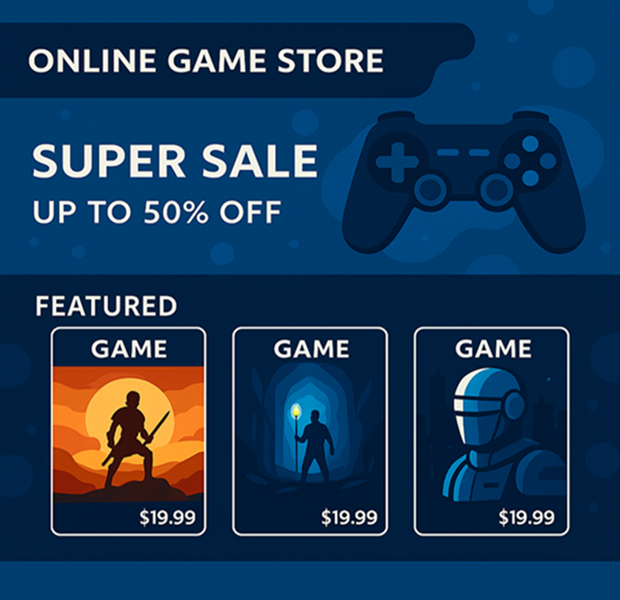 ONLINE GAME STORE
SUPER SALE
UP TO 50% OFF
FEATURED
GAME
$19.99
GAME
$19.99
GAME
$19.99